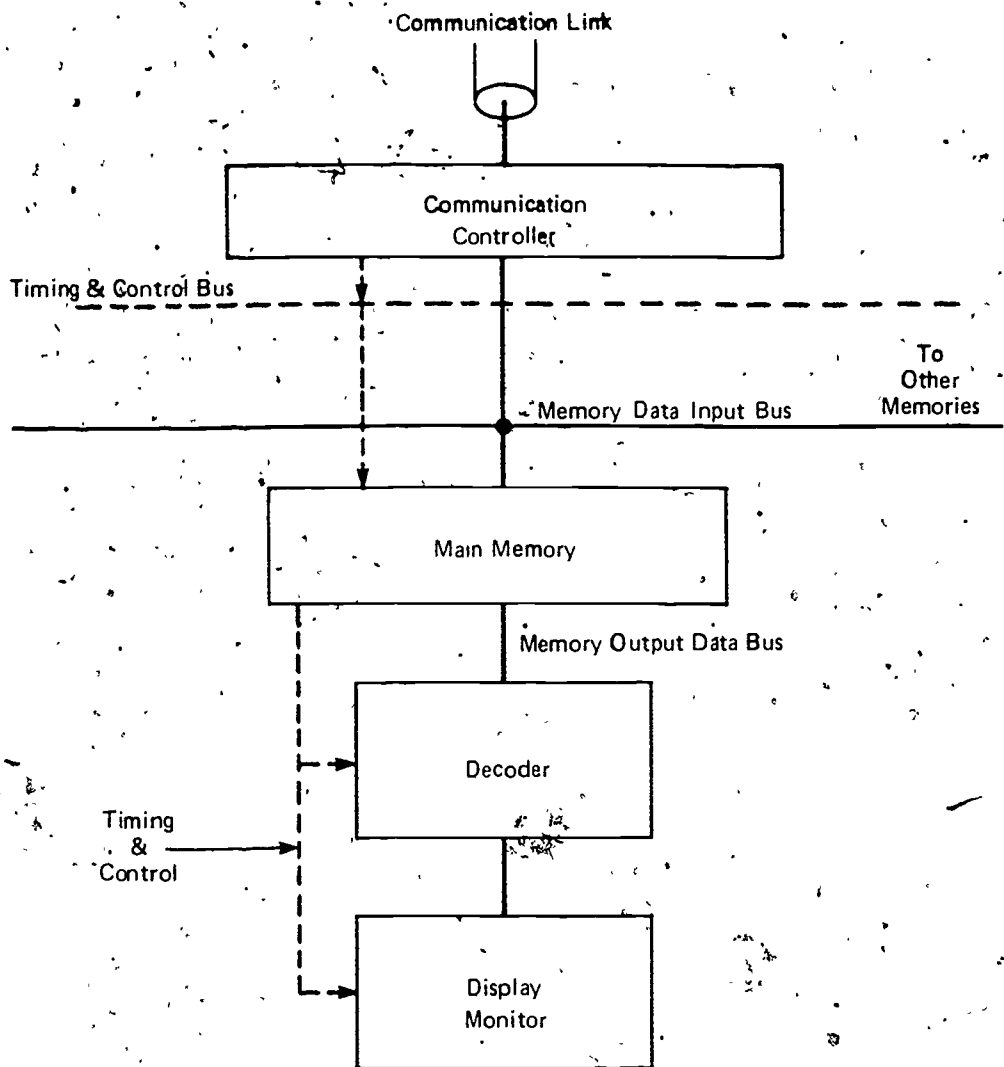 Communication Link
Communication
Controller
Timing & Control Bus
To
Other
Memories
Memory Data Input Bus
Main Memory
Memory Output Data Bus
Decoder
Timing
&
Control
Display
Monitor